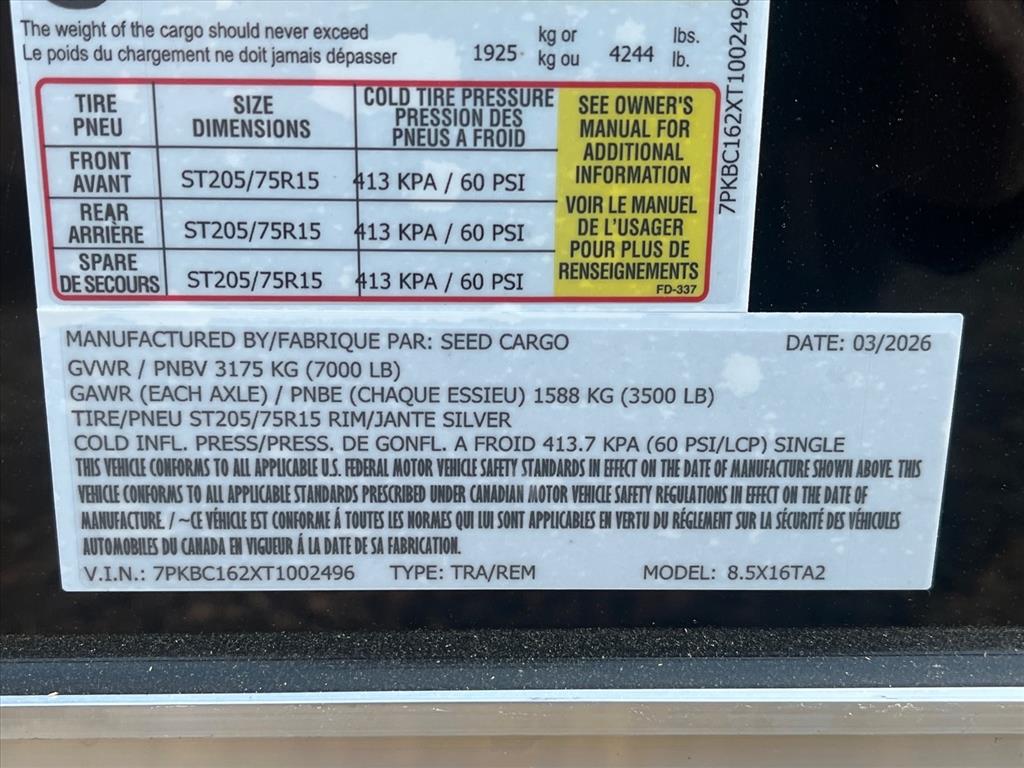 The weight of the cargo should never exceed kg or lbs.
Le poids du chargement ne doit jamais dépasser 1925 kg ou 4244 lb.
TIRE PNEU SIZE DIMENSIONS COLD TIRE PRESSURE PRESSION DES PNEUS A FROID
FRONT AVANT ST205/75R15 413 KPA / 60 PSI
REAR ARRIÈRE ST205/75R15 413 KPA / 60 PSI
SPARE DE SECOURS ST205/75R15 413 KPA / 60 PSI
SEE OWNER'S
MANUAL FOR
ADDITIONAL
INFORMATION
VOIR LE MANUEL
DE L'USAGER
POUR PLUS DE
RENSEIGNEMENTS
FD-337
7PKBC162XT1002496
MANUFACTURED BY/FABRIQUE PAR: SEED CARGO DATE: 03/2026
GVWR / PNBV 3175 KG (7000 LB)
GAWR (EACH AXLE) / PNBE (CHAQUE ESSIEU) 1588 KG (3500 LB)
TIRE/PNEU ST205/75R15 RIM/JANTE SILVER
COLD INFL. PRESS/PRESS. DE GONFL. A FROID 413.7 KPA (60 PSI/LCP) SINGLE
THIS VEHICLE CONFORMS TO ALL APPLICABLE U.S. FEDERAL MOTOR VEHICLE SAFETY STANDARDS IN EFFECT ON THE DATE OF MANUFACTURE SHOWN ABOVE. THIS
VEHICLE CONFORMS TO ALL APPLICABLE STANDARDS PRESCRIBED UNDER CANADIAN MOTOR VEHICLE SAFETY REGULATIONS IN EFFECT ON THE DATE OF
MANUFACTURE. / ~CE VÉHICLE EST CONFORME Á TOUTES LES NORMES QUI LUI SONT APPLICABLES EN VERTU DU RÉGLEMENT SUR LA SÉCURITÉ DES VÉHICULES
AUTOMOBILES DU CANADA EN VIGUEUR Á LA DATE DE SA FABRICATION.
V.I.N.: 7PKBC162XT1002496 TYPE: TRA/REM MODEL: 8.5X16TA2